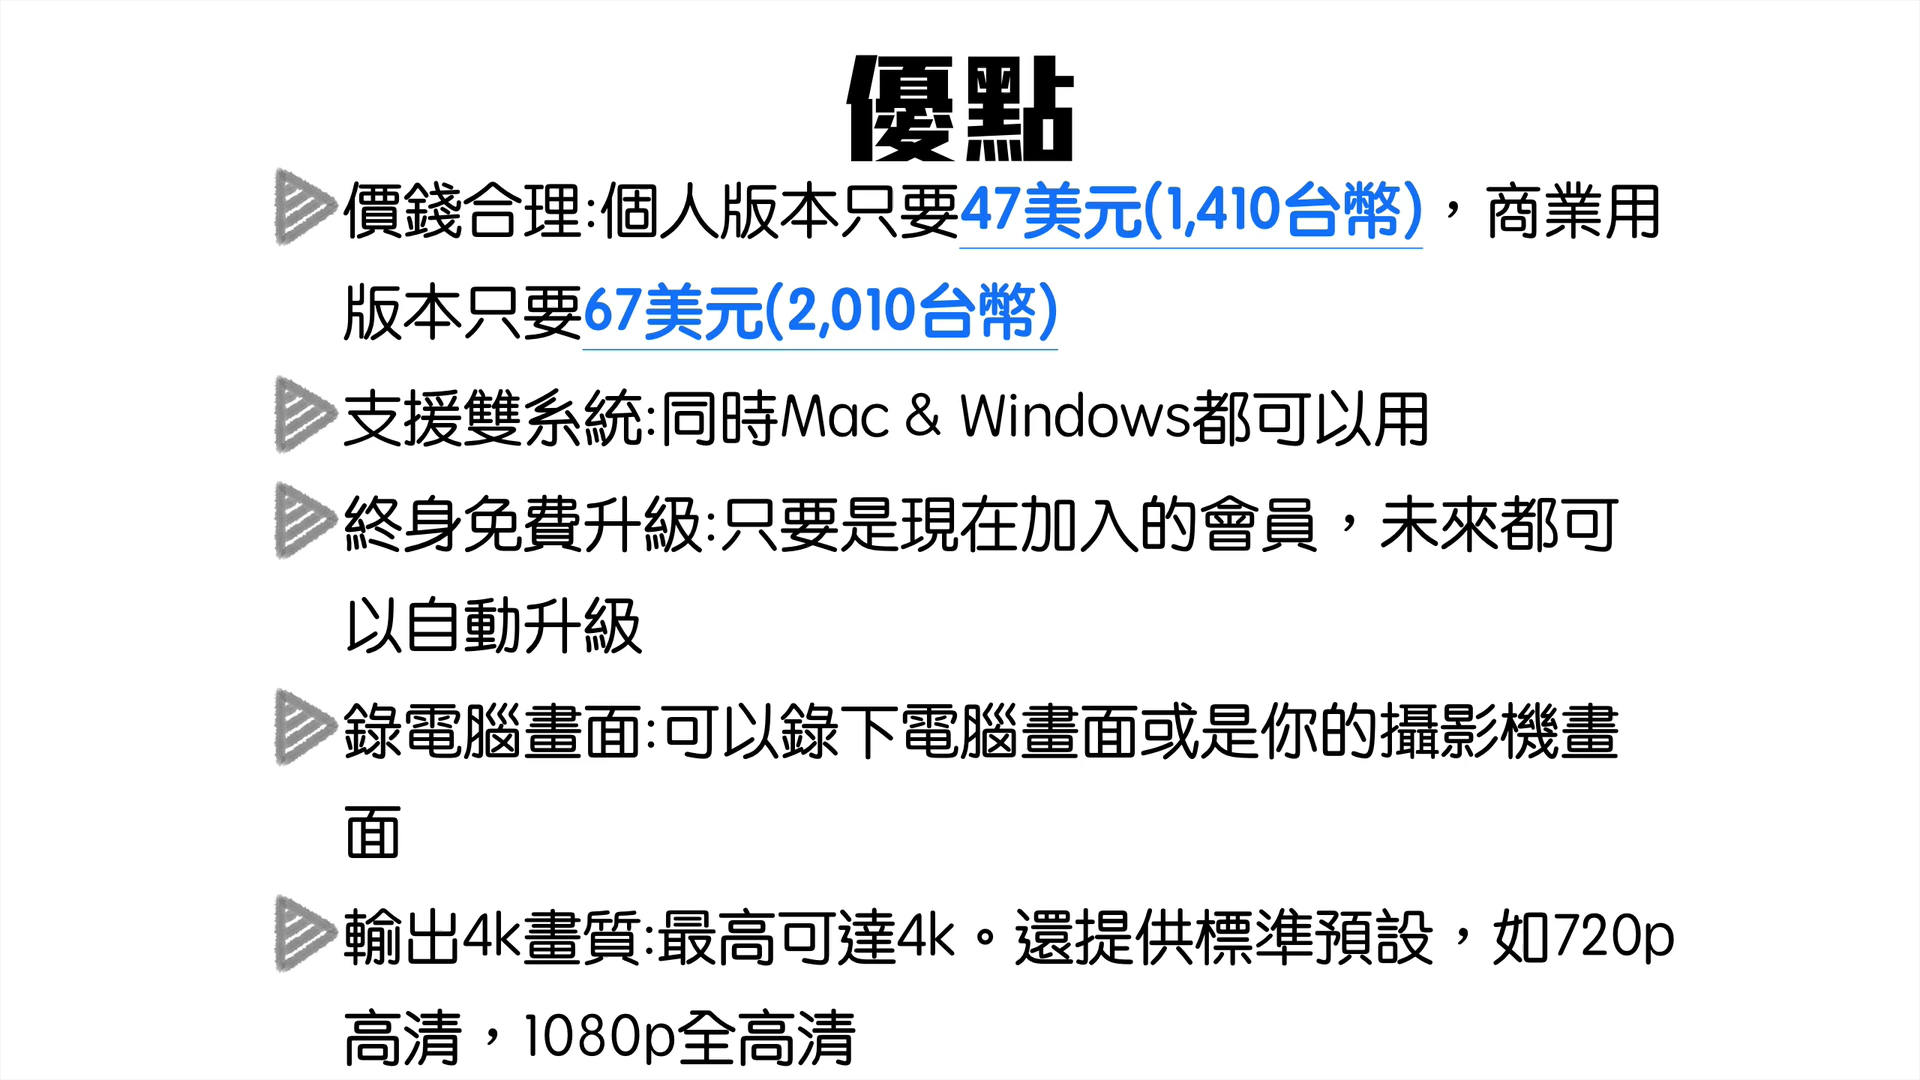 優點
價錢合理:個人版本只要47美元(1,410台幣)，商業用
版本只要67美元(2,010台幣)
支援雙系統:同時Mac & Windows都可以用
終身免費升級:只要是現在加入的會員，未來都可
以自動升級
錄電腦畫面:可以錄下電腦畫面或是你的攝影機畫
面
輸出4k畫質:最高可達4k。還提供標準預設，如720p
高清，1080p全高清